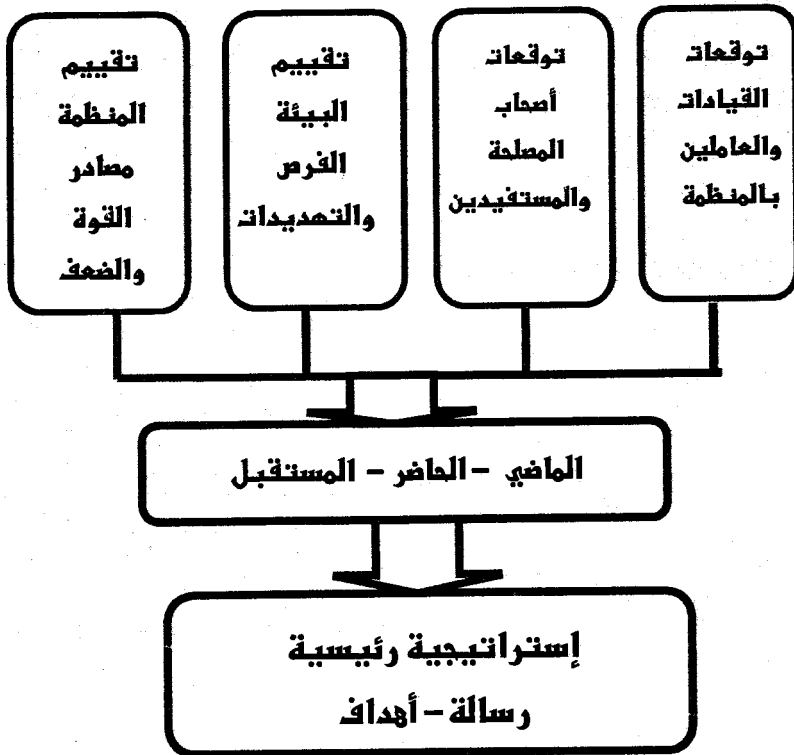 توقعات
القيادات
والعاملين
بالمنظمة
توقعات
أصحاب
المصلحة
والمستفيدين
تقييم
البيئة
الفرص
والتهديدات
تقييم
المنظمة
مصادر
القوة
والضعف
الماضي - الحاضر - المستقبل
إستراتيجية رئيسية
رسالة - أهداف